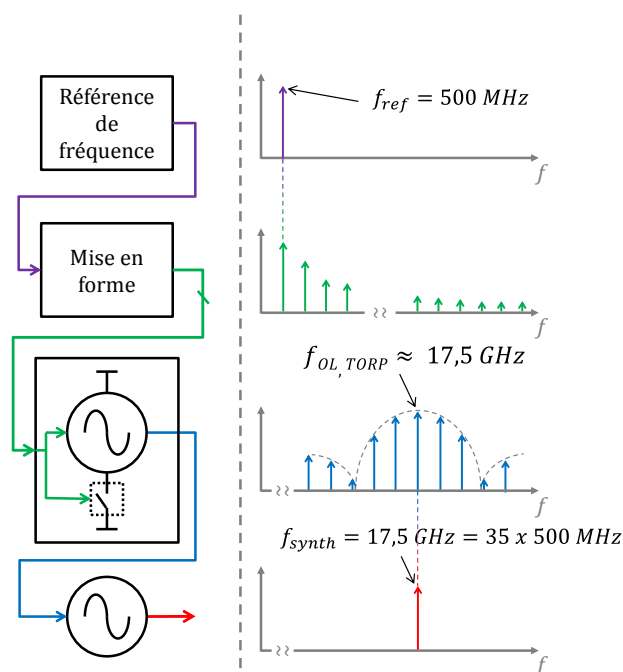 Référence
de
fréquence
f_ref = 500 MHz
f
Mise en
forme
f
f_OL, TORP ≈ 17,5 GHz
f
f_synth = 17,5 GHz = 35 x 500 MHz
f